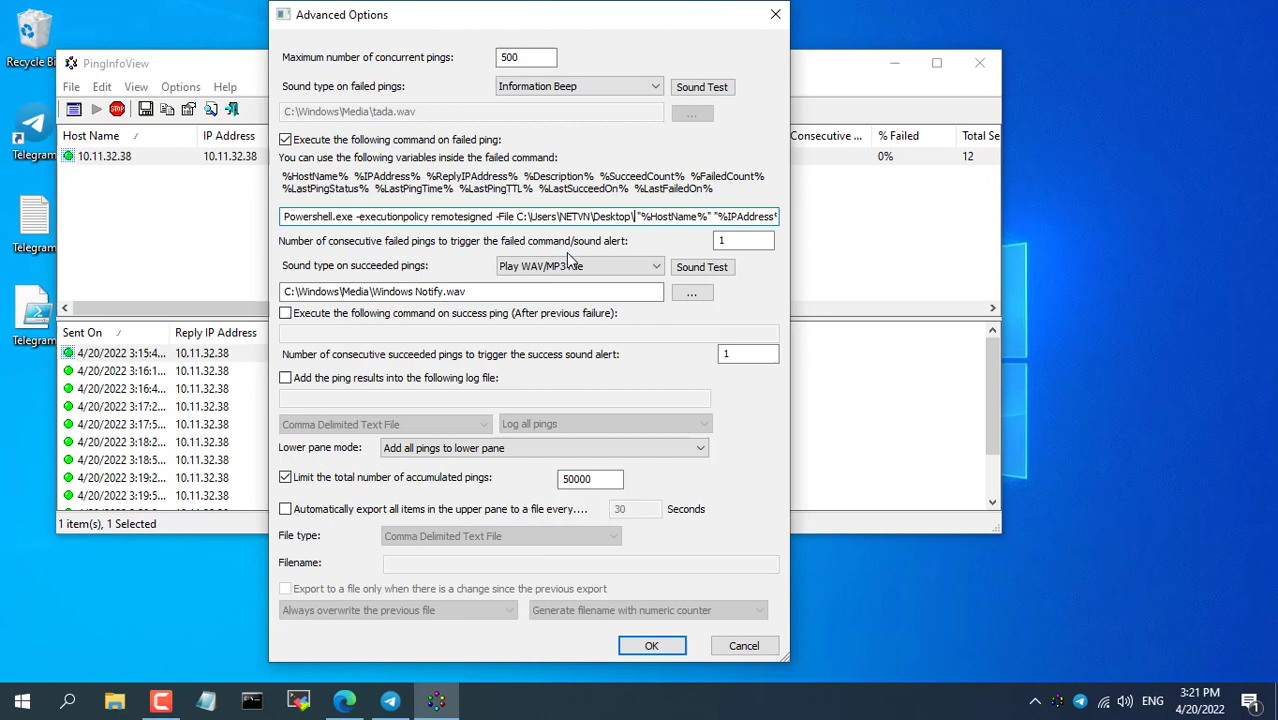 Recycle Bi
Telegram
Telegram.
Telegram.
PingInfoView
File Edit View Options Help
Host Name / IP Address
10.11.32.38 10.11.32.38
Consecutive ... % Failed Total Se
0% 12
Sent On / Reply IP Address
4/20/2022 3:15:4... 10.11.32.38
4/20/2022 3:16:1... 10.11.32.38
4/20/2022 3:16:4... 10.11.32.38
4/20/2022 3:17:2... 10.11.32.38
4/20/2022 3:17:5... 10.11.32.38
4/20/2022 3:18:2... 10.11.32.38
4/20/2022 3:18:5... 10.11.32.38
4/20/2022 3:19:2... 10.11.32.38
4/20/2022 3:19:5... 10.11.32.38
1 item(s), 1 Selected
Advanced Options
Maximum number of concurrent pings: 500
Sound type on failed pings: Information Beep Sound Test
C:\Windows\Media\tada.wav ...
Execute the following command on failed ping:
You can use the following variables inside the failed command:
%HostName% %IPAddress% %ReplyIPAddress% %Description% %SucceedCount% %FailedCount%
%LastPingStatus% %LastPingTime% %LastPingTTL% %LastSucceedOn% %LastFailedOn%
Powershell.exe -executionpolicy remotesigned -File C:\Users\NETVN\Desktop\ "%HostName%" "%IPAddress%
Number of consecutive failed pings to trigger the failed command/sound alert: 1
Sound type on succeeded pings: Play WAV/MP3 File Sound Test
C:\Windows\Media\Windows Notify.wav ...
Execute the following command on success ping (After previous failure):
Number of consecutive succeeded pings to trigger the success sound alert: 1
Add the ping results into the following log file:
Comma Delimited Text File Log all pings
Lower pane mode: Add all pings to lower pane
Limit the total number of accumulated pings: 50000
Automatically export all items in the upper pane to a file every.... 30 Seconds
File type: Comma Delimited Text File
Filename:
Export to a file only when there is a change since the previous export
Always overwrite the previous file Generate filename with numeric counter
OK Cancel
ENG
3:21 PM
4/20/2022
1